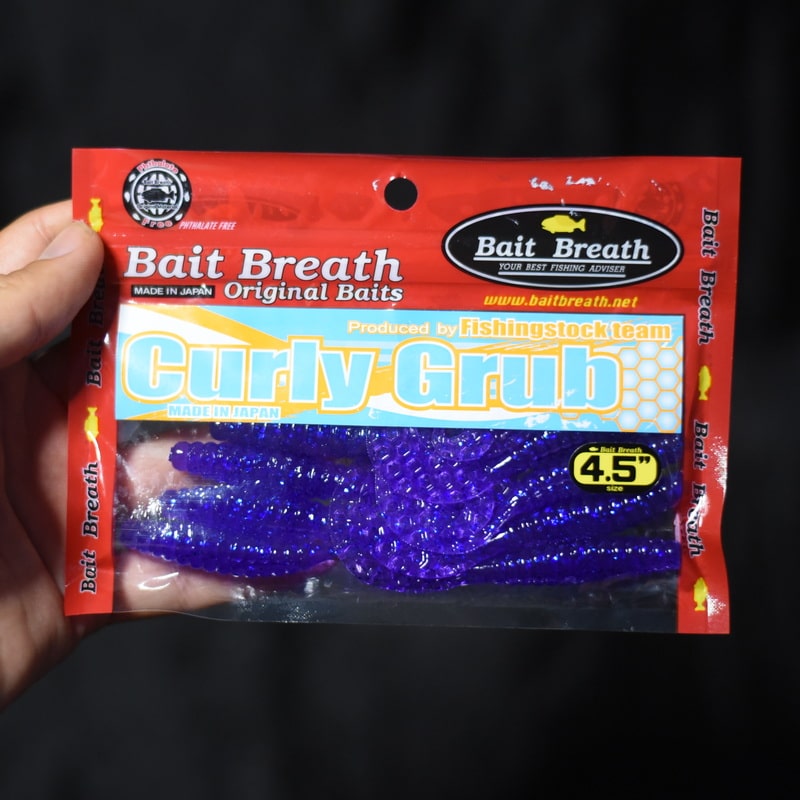 Phthalate
Free
PHTHALATE FREE
Bait Breath
MADE IN JAPAN Original Baits
Bait Breath
YOUR BEST FISHING ADVISER
www.baitbreath.net
Produced by Fishingstock team
Curly Grub
MADE IN JAPAN
Bait Breath
4.5"
size
Bait Breath
Bait Breath
Bait Breath
Bait Breath